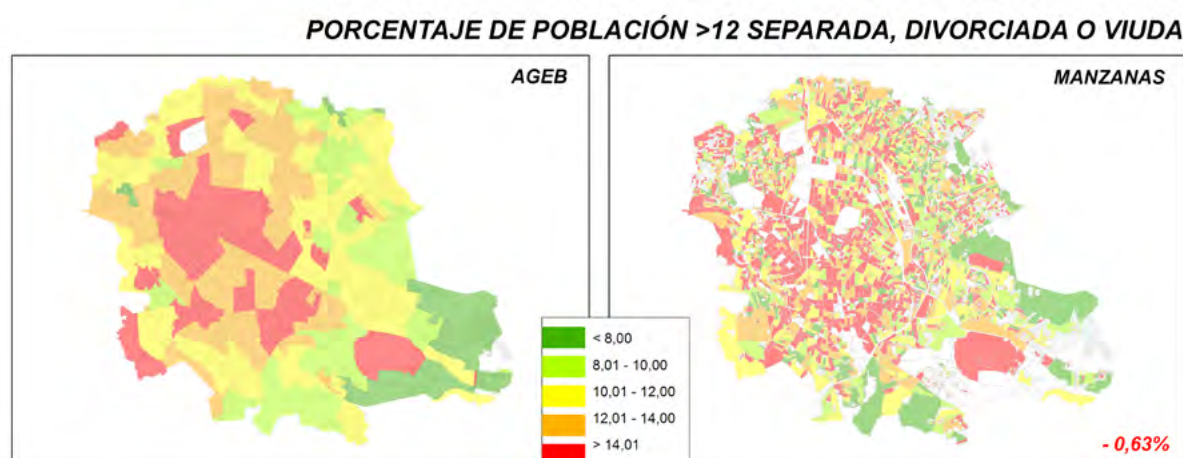 PORCENTAJE DE POBLACIÓN >12 SEPARADA, DIVORCIADA O VIUDA
AGEB
MANZANAS
< 8,00
8,01 - 10,00
10,01 - 12,00
12,01 - 14,00
> 14,01
- 0,63%